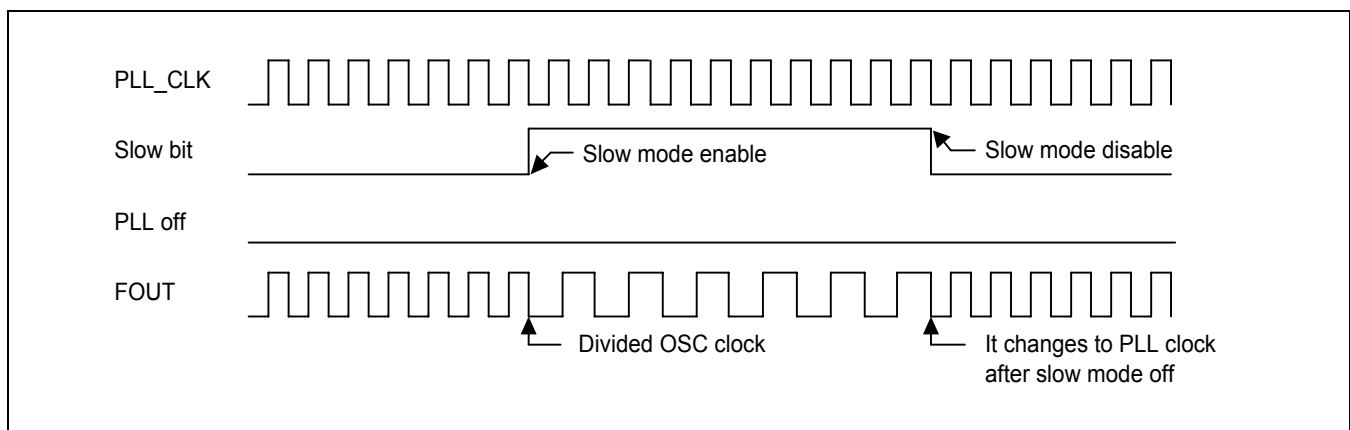 PLL_CLK
Slow bit
Slow mode enable
Slow mode disable
PLL off
FOUT
Divided OSC clock
It changes to PLL clock
after slow mode off